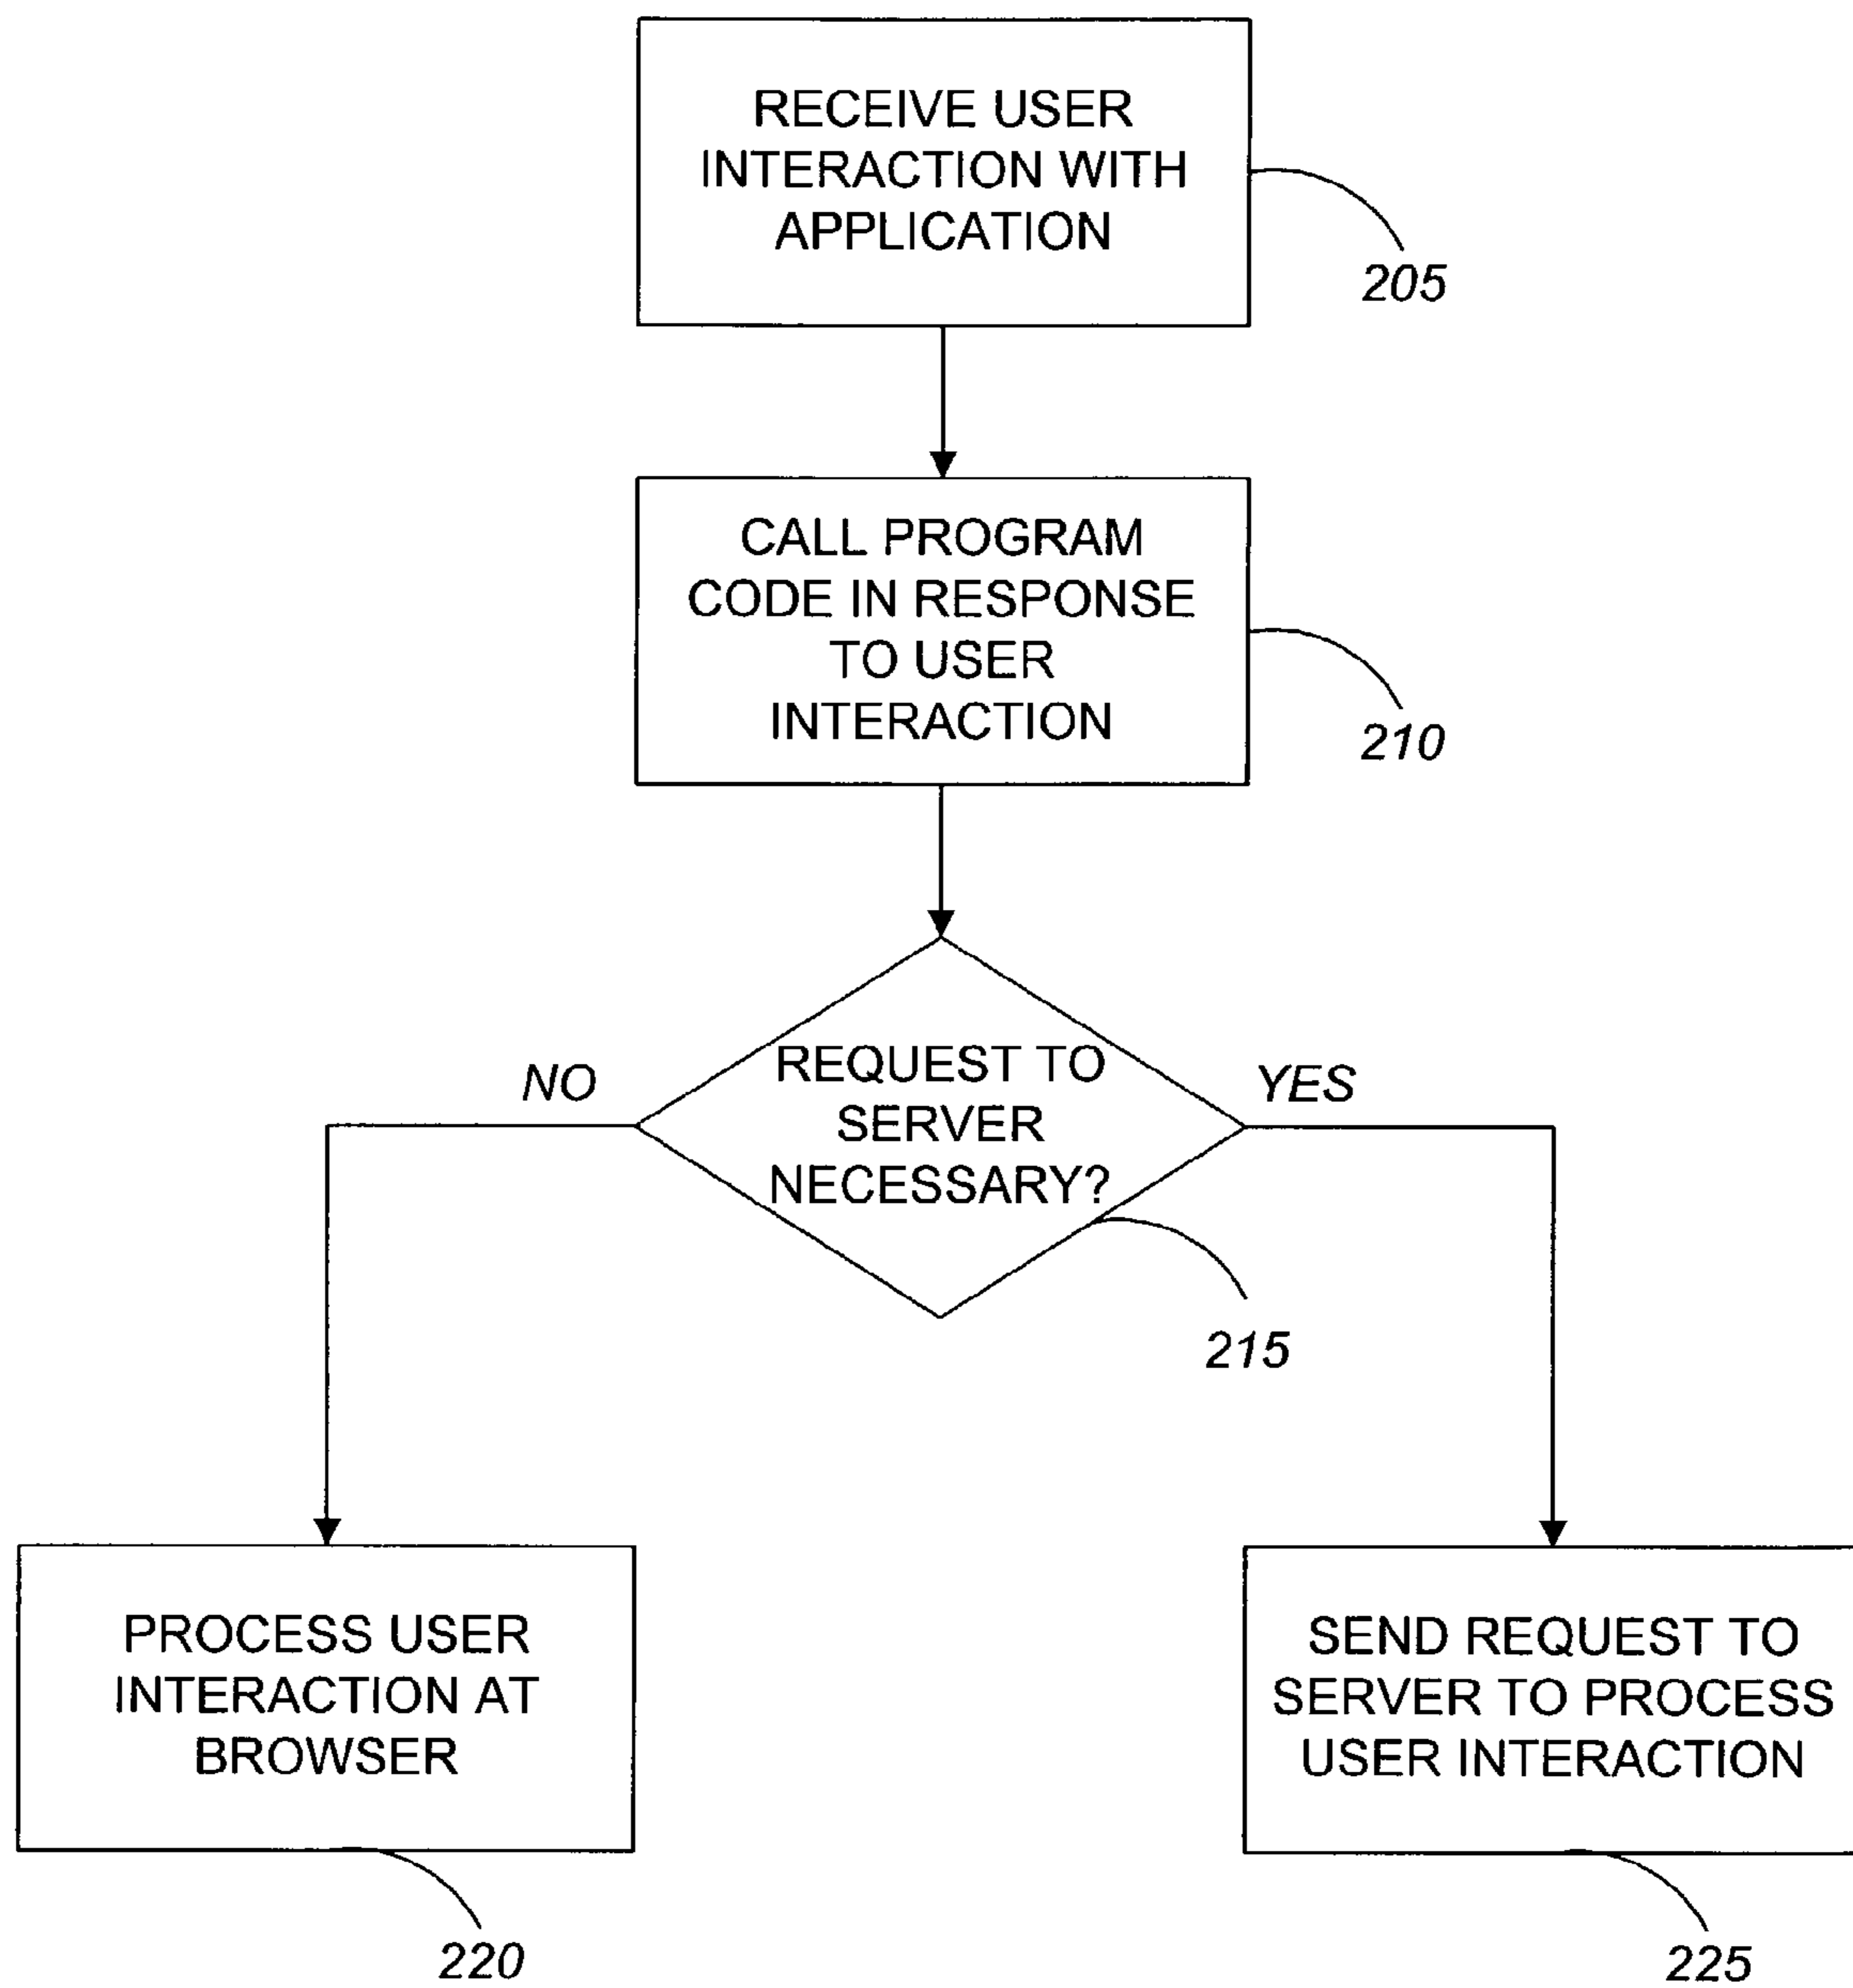 RECEIVE USER
INTERACTION WITH
APPLICATION
205
CALL PROGRAM
CODE IN RESPONSE
TO USER
INTERACTION
210
NO
REQUEST TO
SERVER
NECESSARY?
YES
215
PROCESS USER
INTERACTION AT
BROWSER
220
SEND REQUEST TO
SERVER TO PROCESS
USER INTERACTION
225